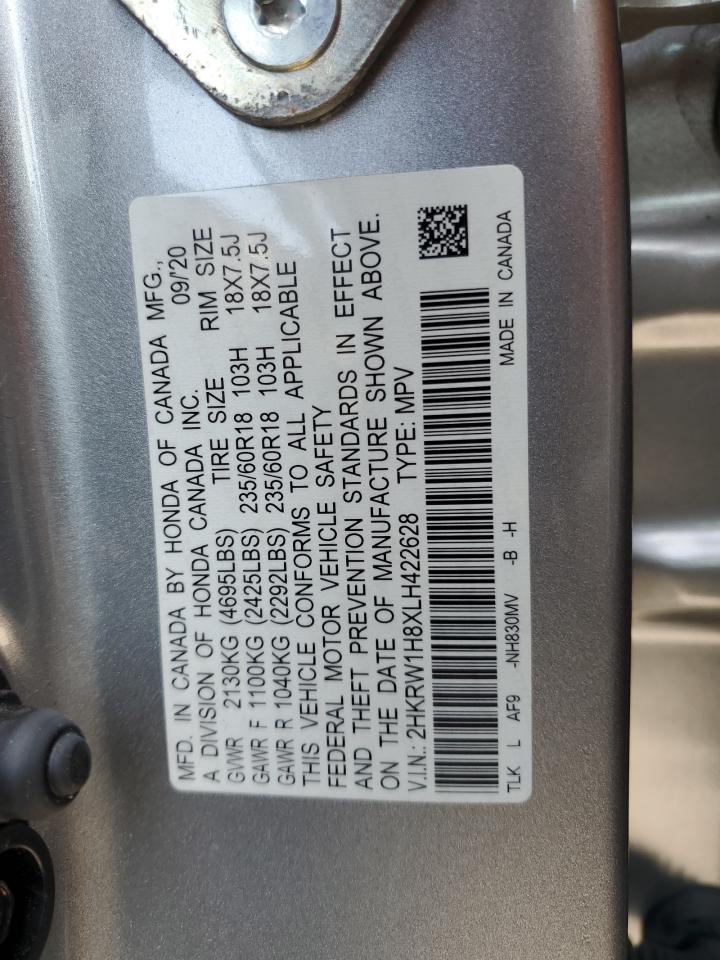 MFD. IN CANADA BY HONDA OF CANADA MFG.,
A DIVISION OF HONDA CANADA INC. 09/'20
GVWR 2130KG (4695LBS) TIRE SIZE RIM SIZE
GAWR F 1100KG (2425LBS) 235/60R18 103H 18X7.5J
GAWR R 1040KG (2292LBS) 235/60R18 103H 18X7.5J
THIS VEHICLE CONFORMS TO ALL APPLICABLE
FEDERAL MOTOR VEHICLE SAFETY
AND THEFT PREVENTION STANDARDS IN EFFECT
ON THE DATE OF MANUFACTURE SHOWN ABOVE.
V.I.N.: 2HKRW1H8XLH422628 TYPE: MPV
TLK L AF9 -NH830MV -B -H MADE IN CANADA